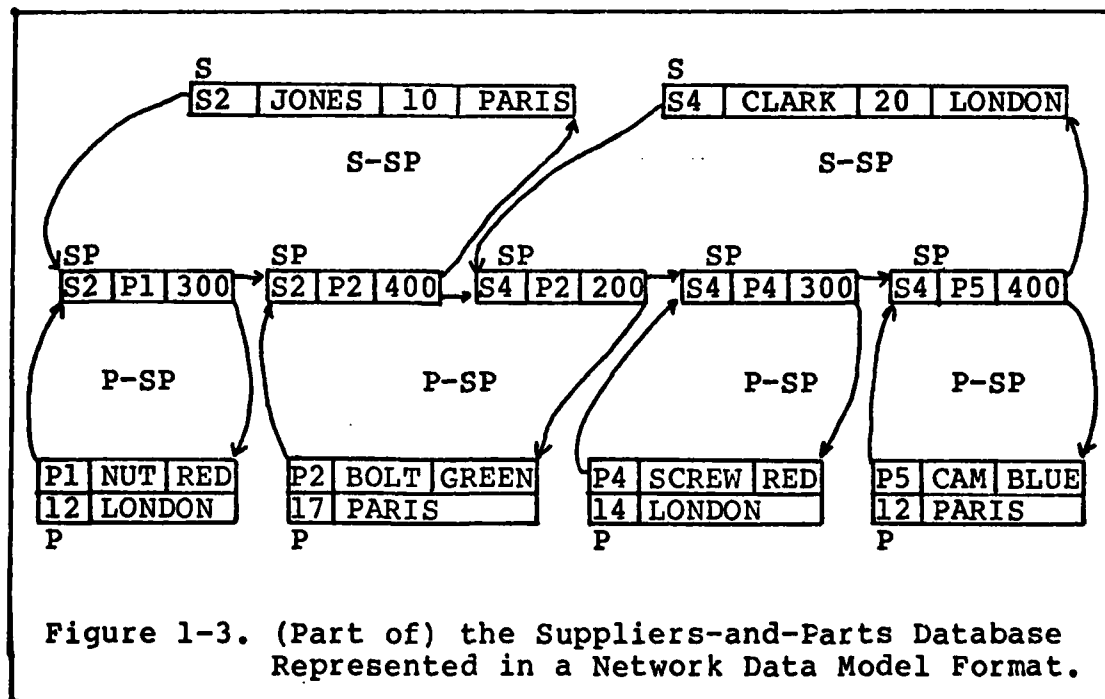 S S
S2 JONES 10 PARIS S4 CLARK 20 LONDON
S-SP S-SP
SP SP SP SP SP
S2 P1 300 S2 P2 400 S4 P2 200 S4 P4 300 S4 P5 400
P-SP P-SP P-SP P-SP
P1 NUT RED P2 BOLT GREEN P4 SCREW RED P5 CAM BLUE
12 LONDON 17 PARIS 14 LONDON 12 PARIS
P P P P
Figure 1-3. (Part of) the Suppliers-and-Parts Database
Represented in a Network Data Model Format.